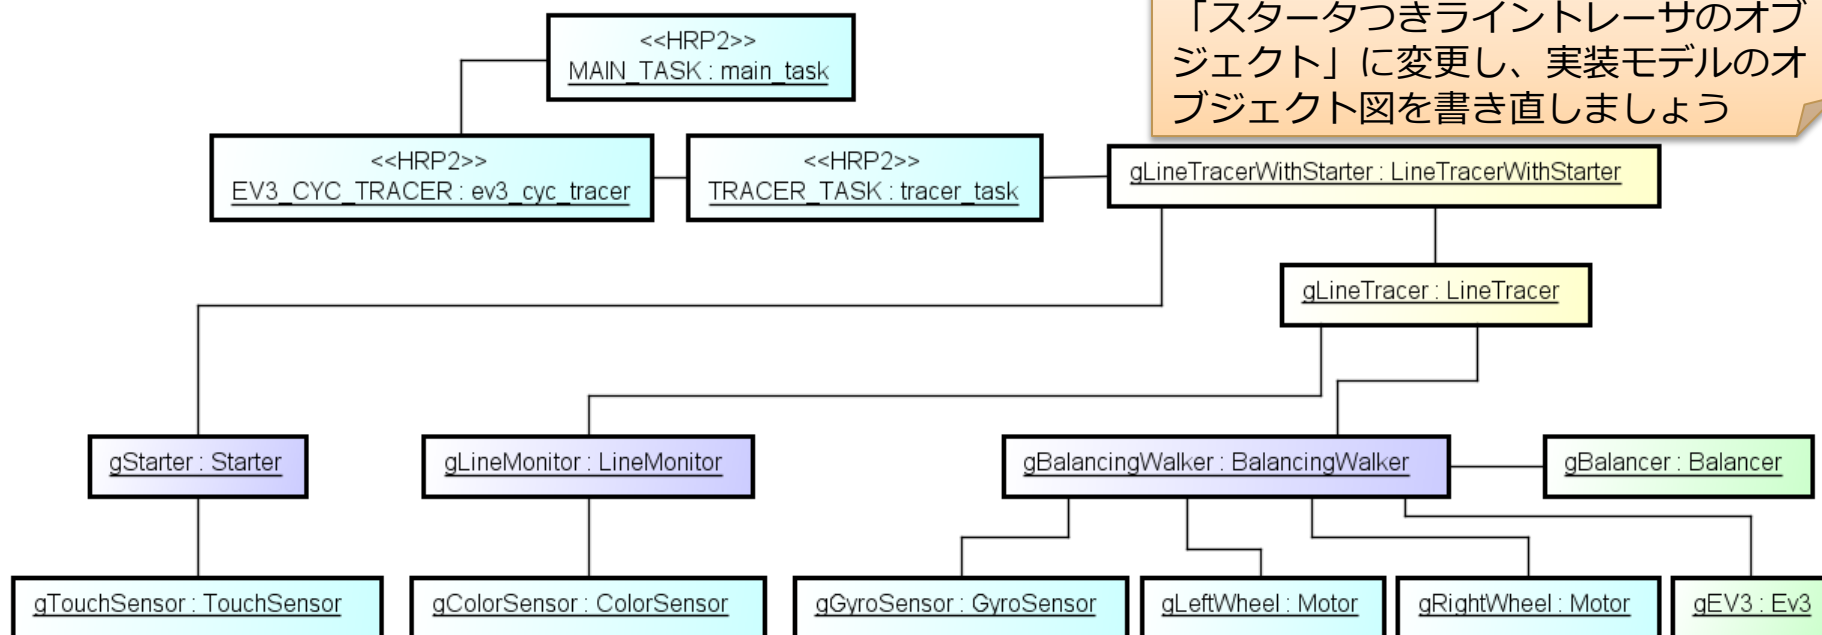 「スタータつきライントレーサのオブ
ジェクト」に変更し、実装モデルのオ
ブジェクト図を書き直しましょう
<<HRP2>>
MAIN_TASK : main_task
<<HRP2>>
EV3_CYC_TRACER : ev3_cyc_tracer
<<HRP2>>
TRACER_TASK : tracer_task
gLineTracerWithStarter : LineTracerWithStarter
gLineTracer : LineTracer
gStarter : Starter
gLineMonitor : LineMonitor
gBalancingWalker : BalancingWalker
gBalancer : Balancer
gTouchSensor : TouchSensor
gColorSensor : ColorSensor
gGyroSensor : GyroSensor
gLeftWheel : Motor
gRightWheel : Motor
gEV3 : Ev3